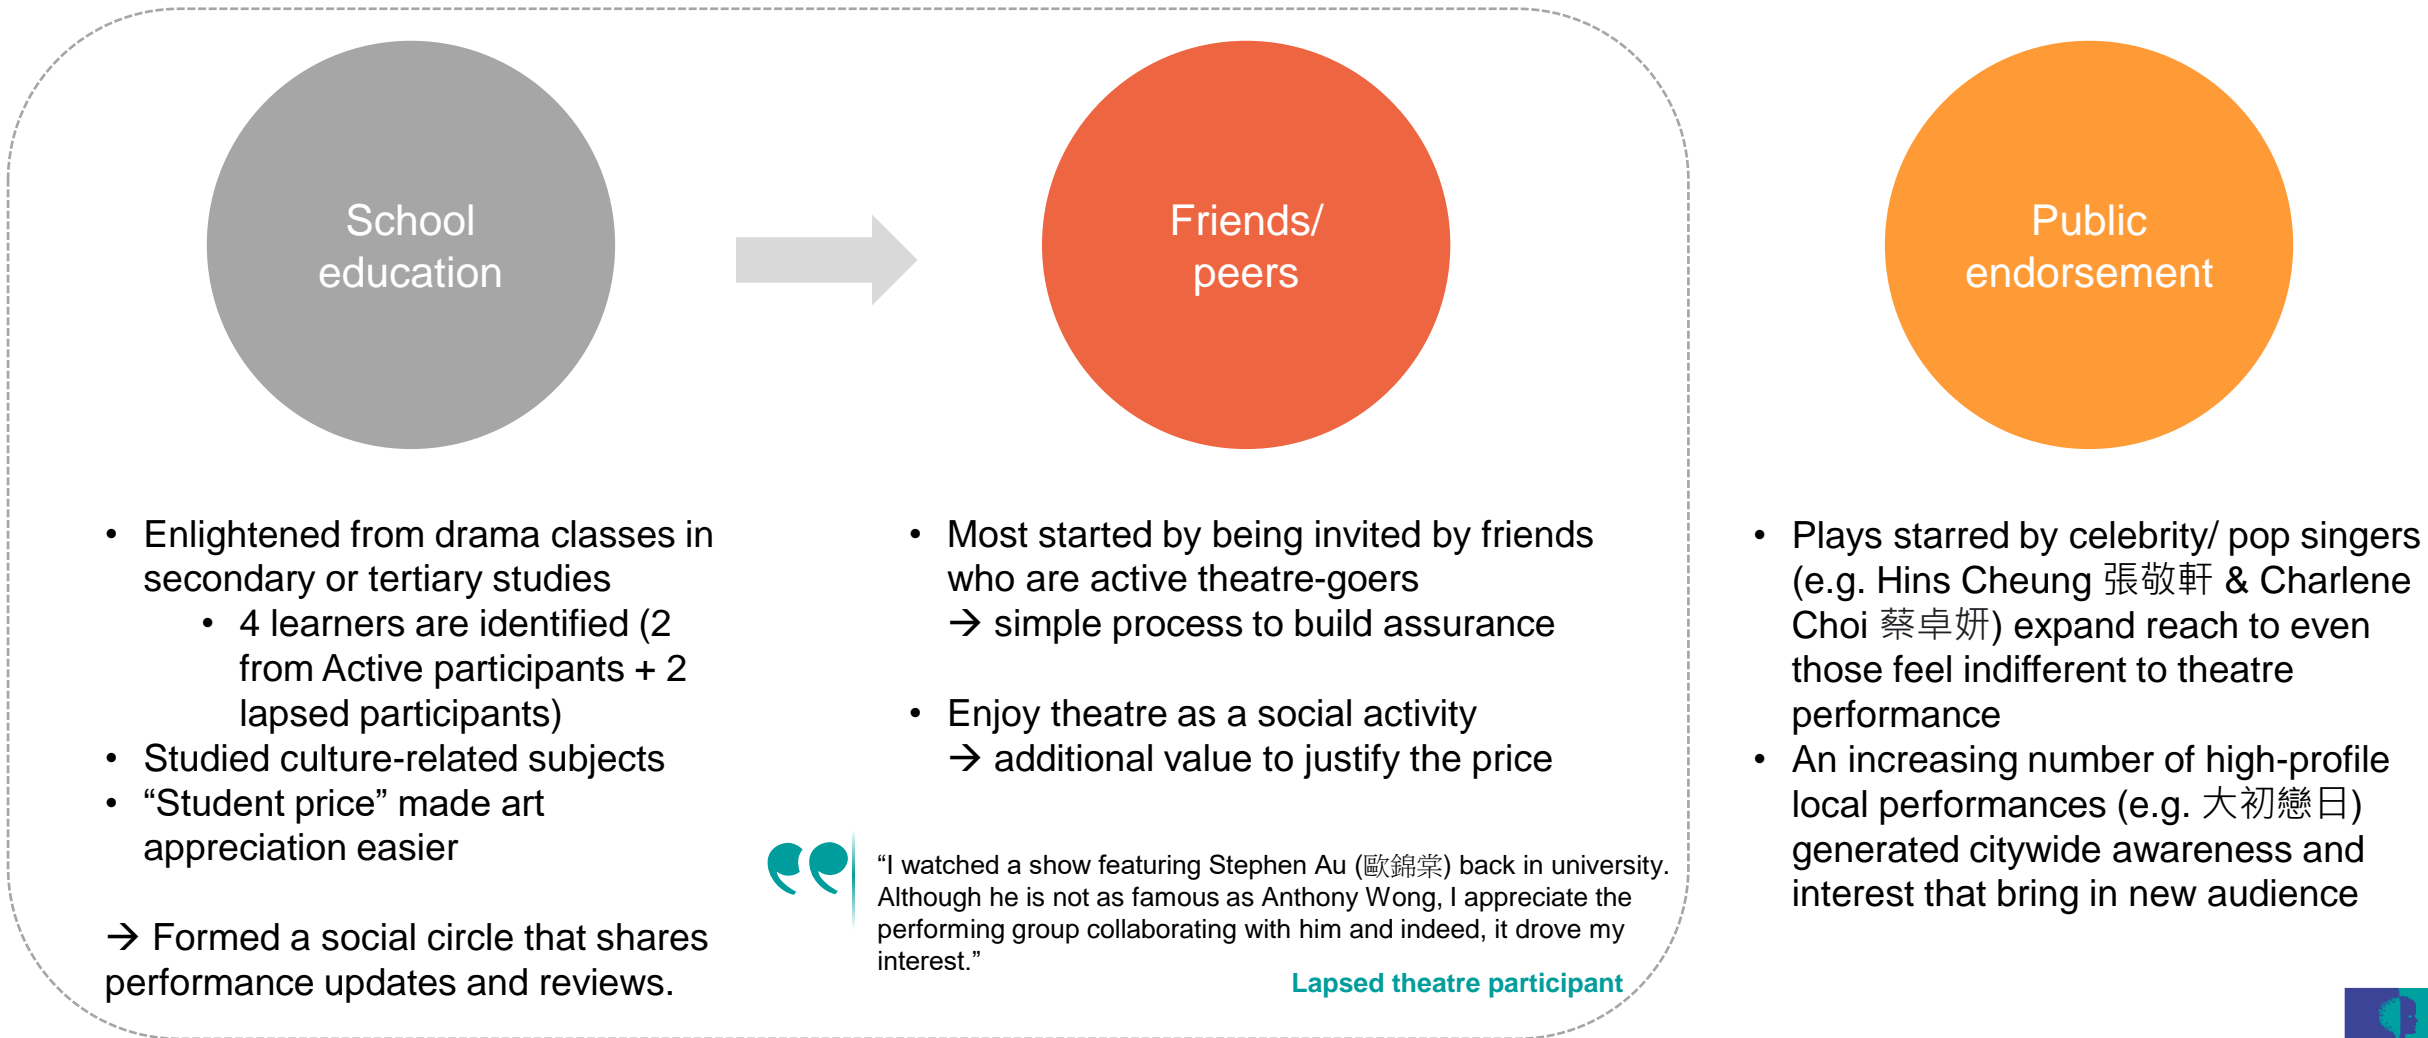 School
education
Friends/
peers
Public
endorsement
• Enlightened from drama classes in
secondary or tertiary studies
• 4 learners are identified (2
from Active participants + 2
lapsed participants)
• Studied culture-related subjects
• “Student price” made art
appreciation easier
→ Formed a social circle that shares
performance updates and reviews.
• Most started by being invited by friends
who are active theatre-goers
→ simple process to build assurance
• Enjoy theatre as a social activity
→ additional value to justify the price
“I watched a show featuring Stephen Au (歐錦棠) back in university.
Although he is not as famous as Anthony Wong, I appreciate the
performing group collaborating with him and indeed, it drove my
interest.”
Lapsed theatre participant
• Plays starred by celebrity/ pop singers
(e.g. Hins Cheung 張敬軒 & Charlene
Choi 蔡卓妍) expand reach to even
those feel indifferent to theatre
performance
• An increasing number of high-profile
local performances (e.g. 大初戀日)
generated citywide awareness and
interest that bring in new audience